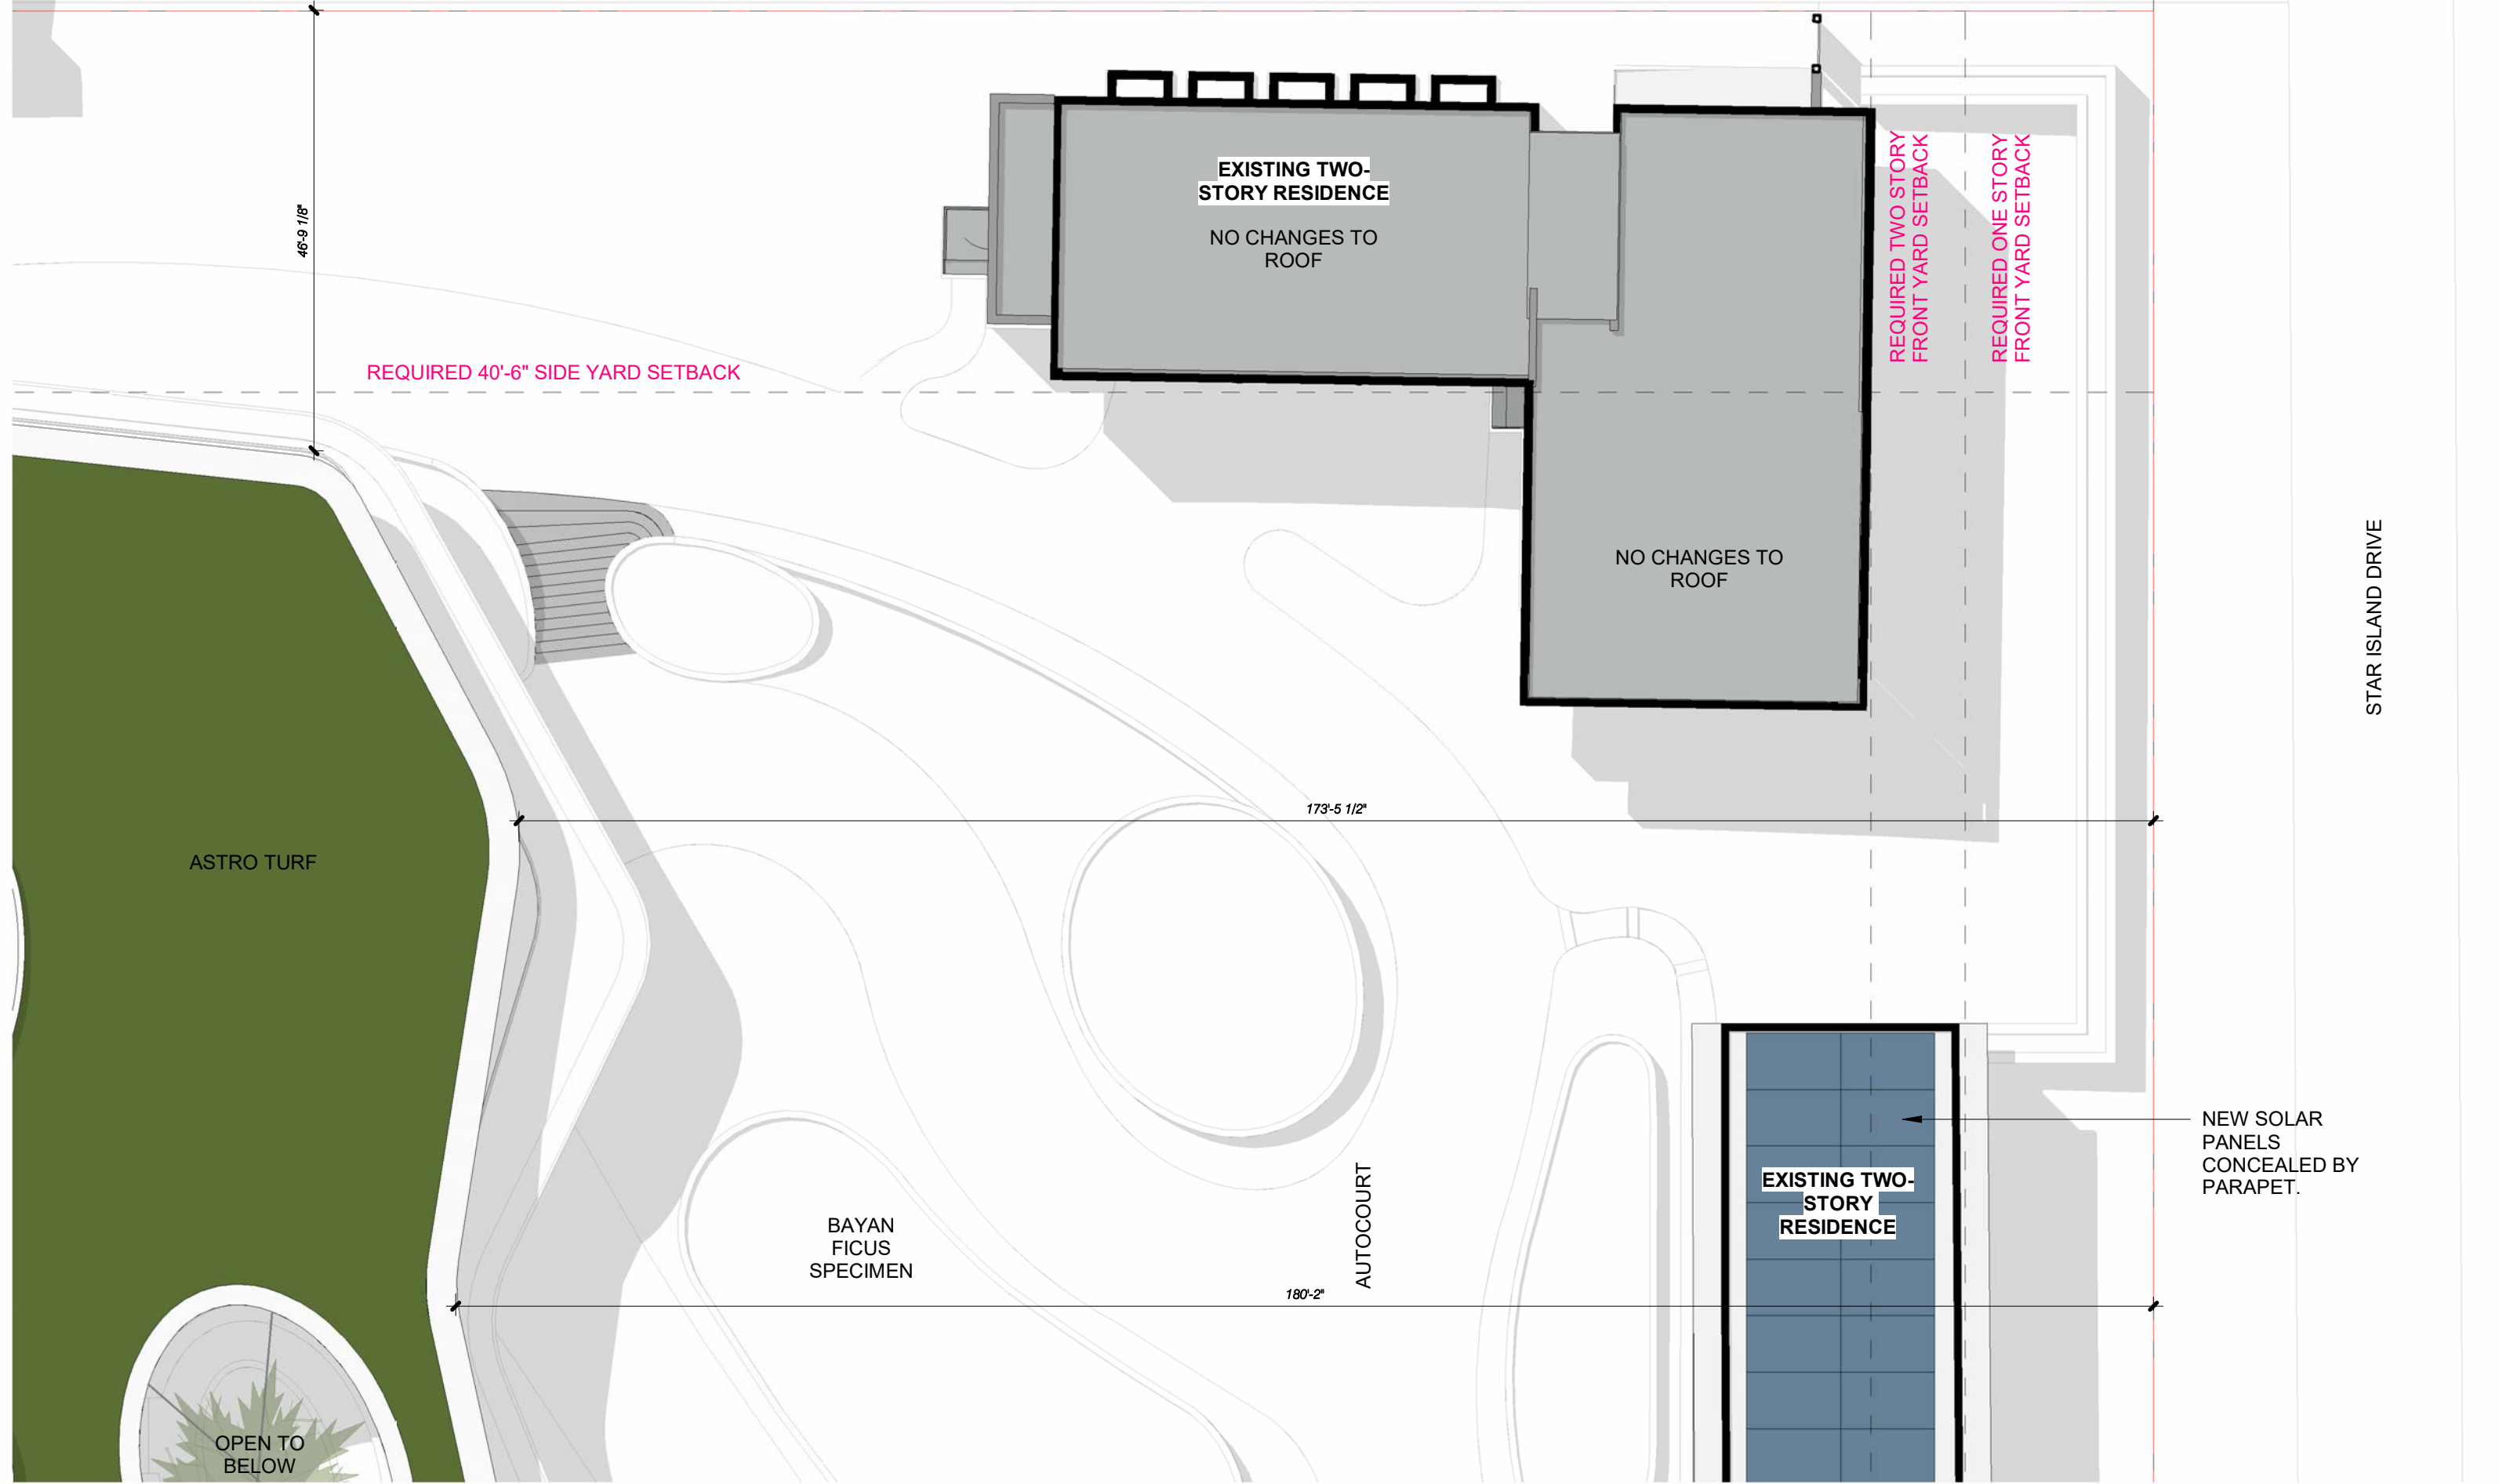 EXISTING TWO-
STORY RESIDENCE
NO CHANGES TO
ROOF
REQUIRED TWO STORY
FRONT YARD SETBACK
REQUIRED ONE STORY
FRONT YARD SETBACK
46'-9 1/8"
REQUIRED 40'-6" SIDE YARD SETBACK
NO CHANGES TO
ROOF
STAR ISLAND DRIVE
173'-5 1/2"
ASTRO TURF
NEW SOLAR
PANELS
CONCEALED BY
PARAPET.
EXISTING TWO-
STORY
RESIDENCE
BAYAN
FICUS
SPECIMEN
AUTOCOURT
180'-2"
OPEN TO
BELOW